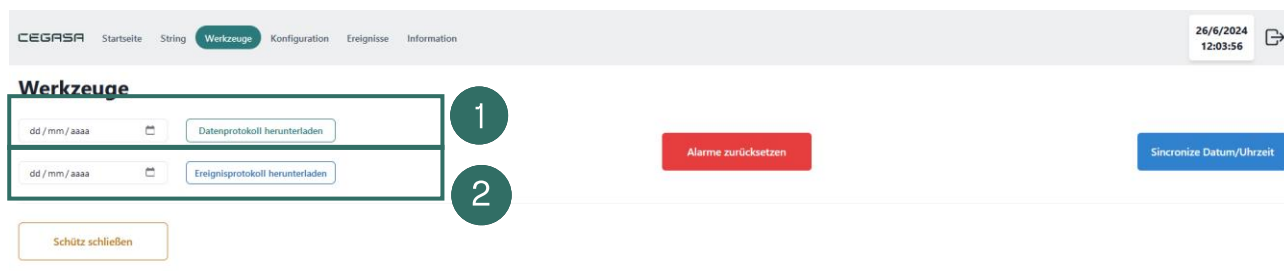 CEGASA Startseite String Werkzeuge Konfiguration Ereignisse Information 26/6/2024
12:03:56
Werkzeuge
1
dd/mm/aaaa Datenprotokoll herunterladen
Alarme zurücksetzen Sincronize Datum/Uhrzeit
dd/mm/aaaa Ereignisprotokoll herunterladen
2
Schütz schließen